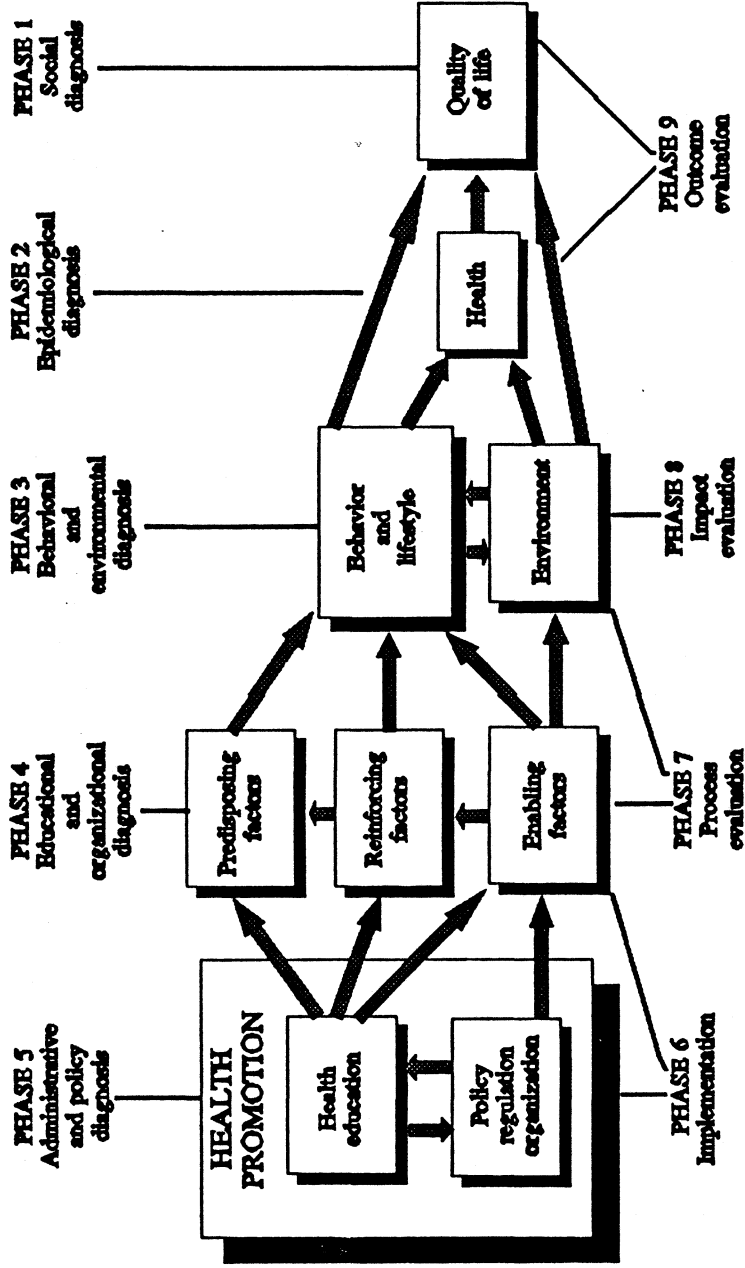 PHASE 5
Administrative
and policy
diagnosis
PHASE 4
Educational
and
organizational
diagnosis
PHASE 3
Behavioral
and
environmental
diagnosis
PHASE 2
Epidemiological
diagnosis
PHASE 1
Social
diagnosis
HEALTH
PROMOTION
Health
education
Policy
regulation
organization
Predisposing
factors
Reinforcing
factors
Enabling
factors
Behavior
and
lifestyle
Environment
Health
Quality
of life
PHASE 6
Implementation
PHASE 7
Process
evaluation
PHASE 8
Impact
evaluation
PHASE 9
Outcome
evaluation